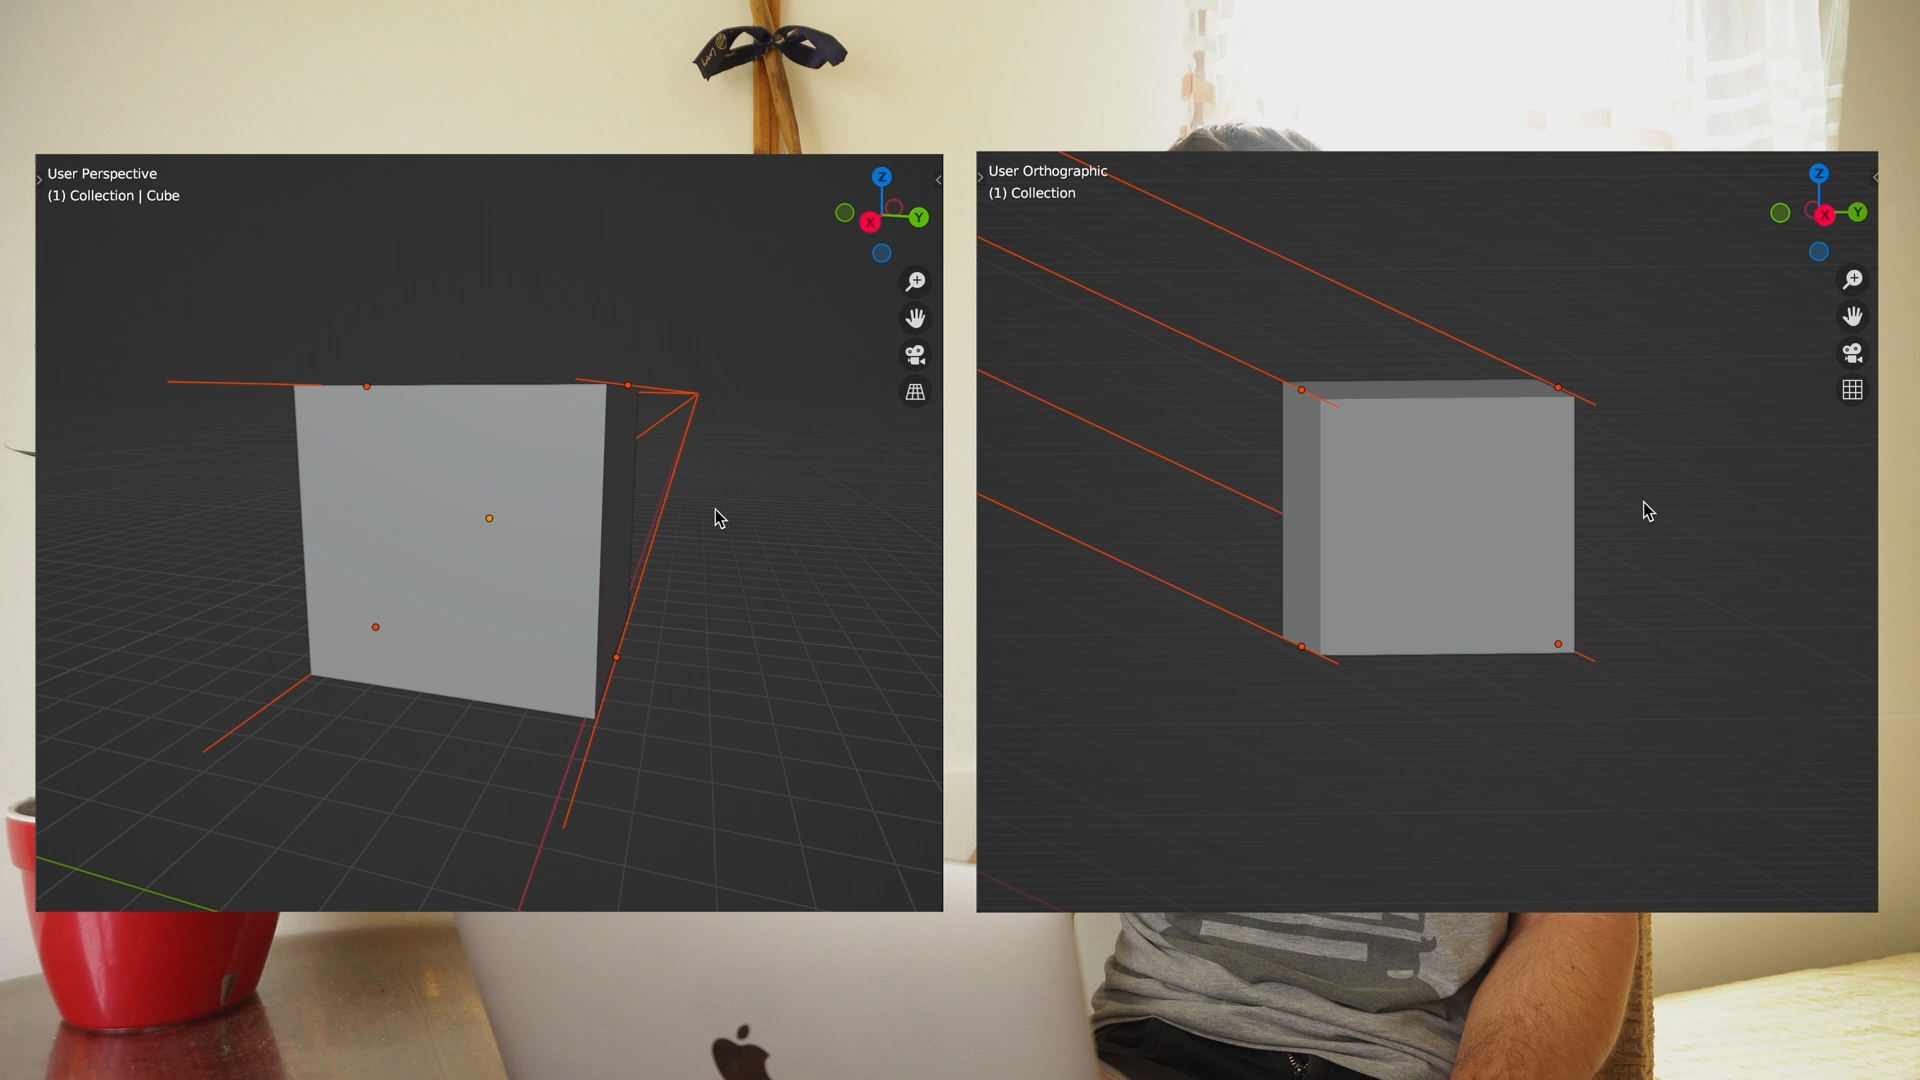 User Perspective
(1) Collection | Cube
Z
X
Y
User Orthographic
(1) Collection
Z
X
Y